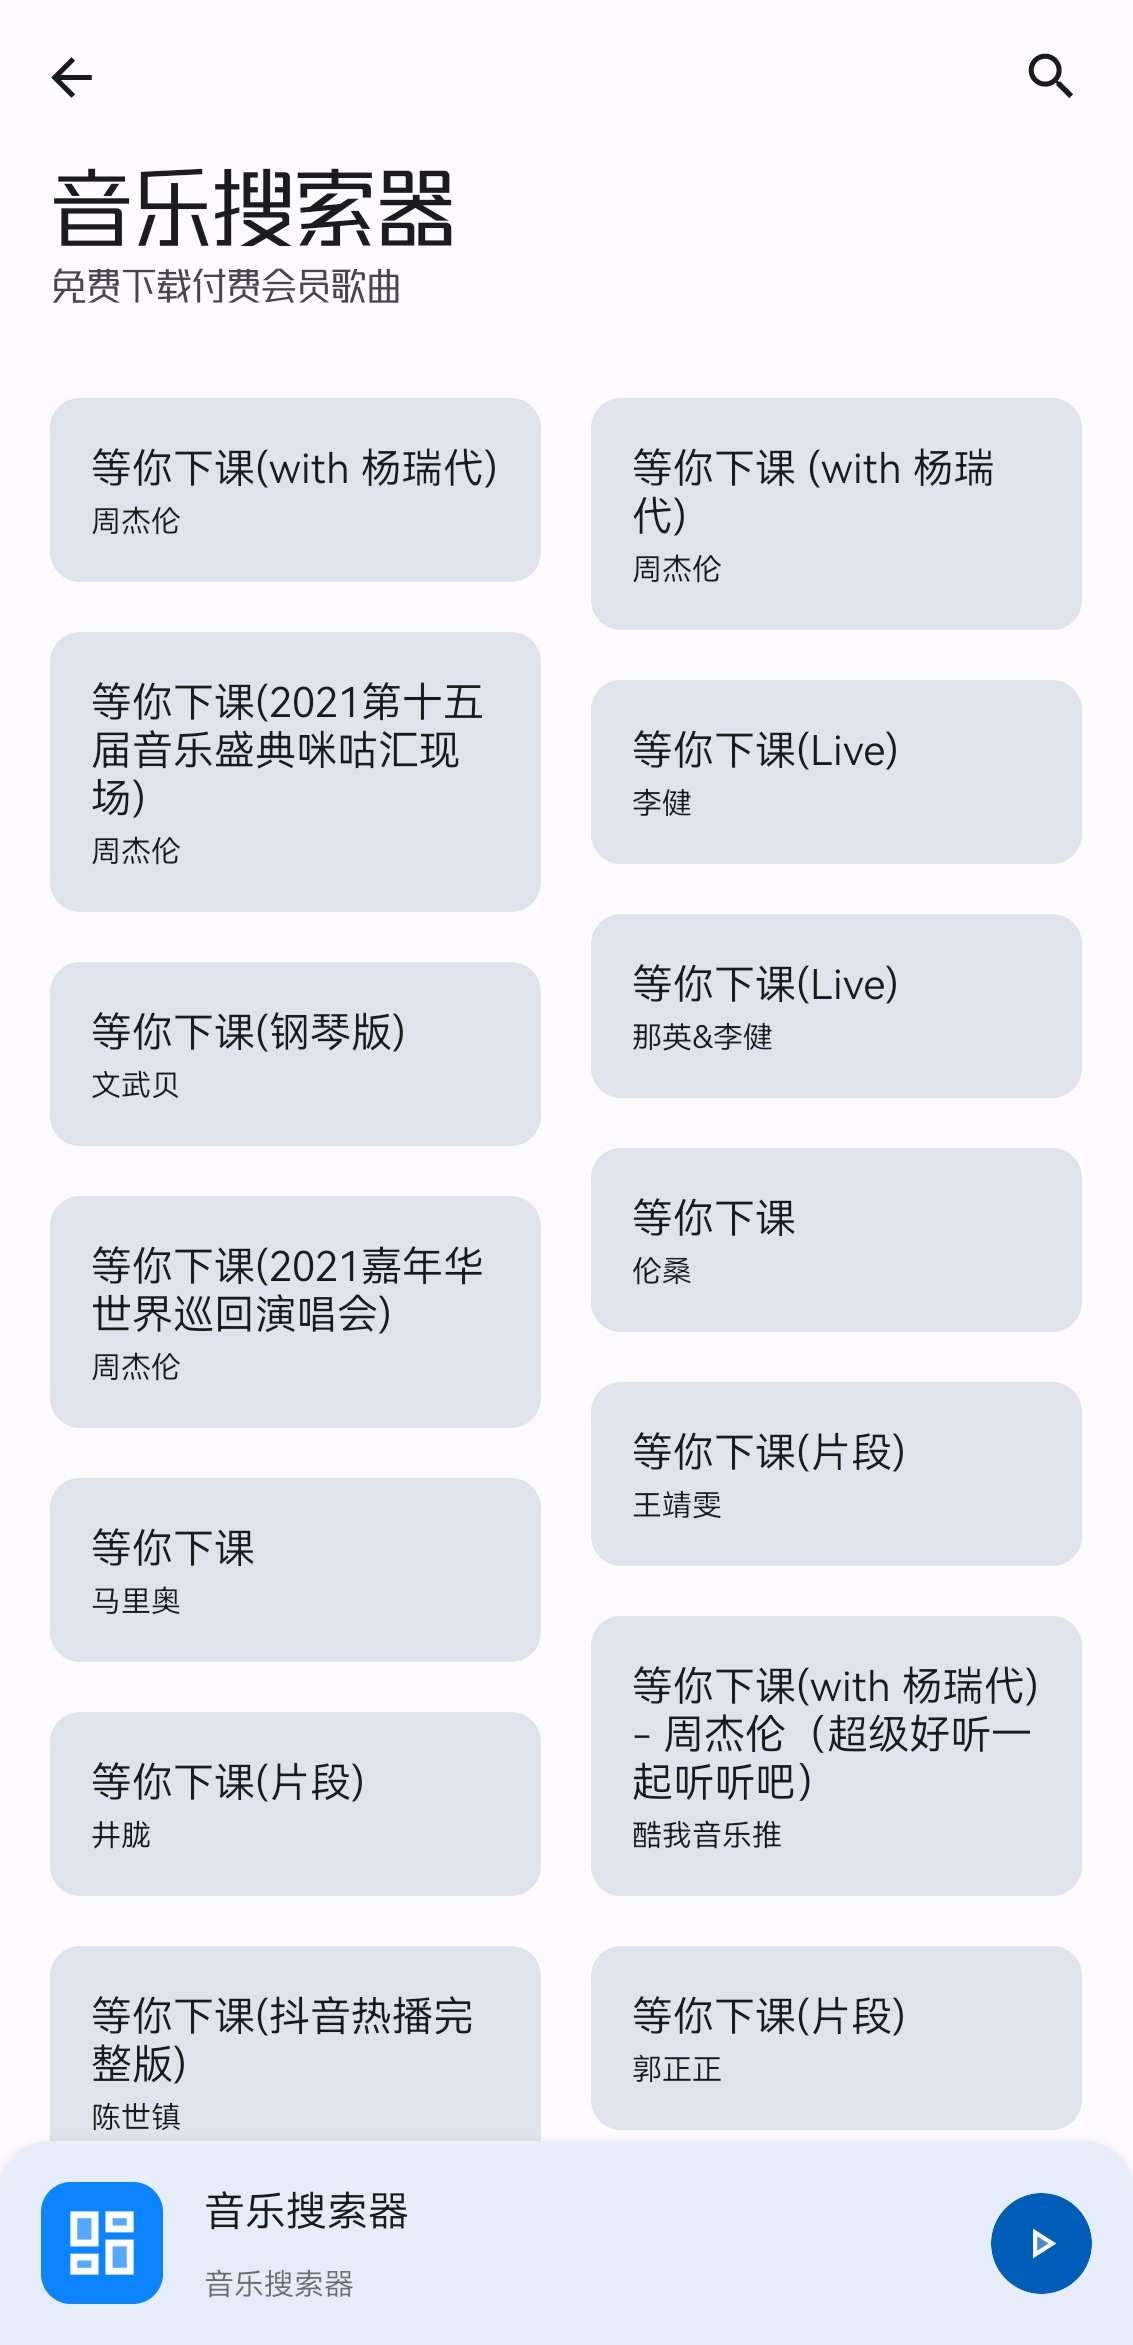 音乐搜索器
免费下载付费会员歌曲
等你下课(with 杨瑞代)
周杰伦
等你下课 (with 杨瑞
代)
周杰伦
等你下课(2021第十五
届音乐盛典咪咕汇现
场)
周杰伦
等你下课(Live)
李健
等你下课(钢琴版)
文武贝
等你下课(Live)
那英&李健
等你下课(2021嘉年华
世界巡回演唱会)
周杰伦
等你下课
伦桑
等你下课
马里奥
等你下课(片段)
王靖雯
等你下课(片段)
井胧
等你下课(with 杨瑞代)
- 周杰伦（超级好听一
起听听吧）
酷我音乐推
等你下课(抖音热播完
整版)
陈世镇
等你下课(片段)
郭正正
音乐搜索器
音乐搜索器